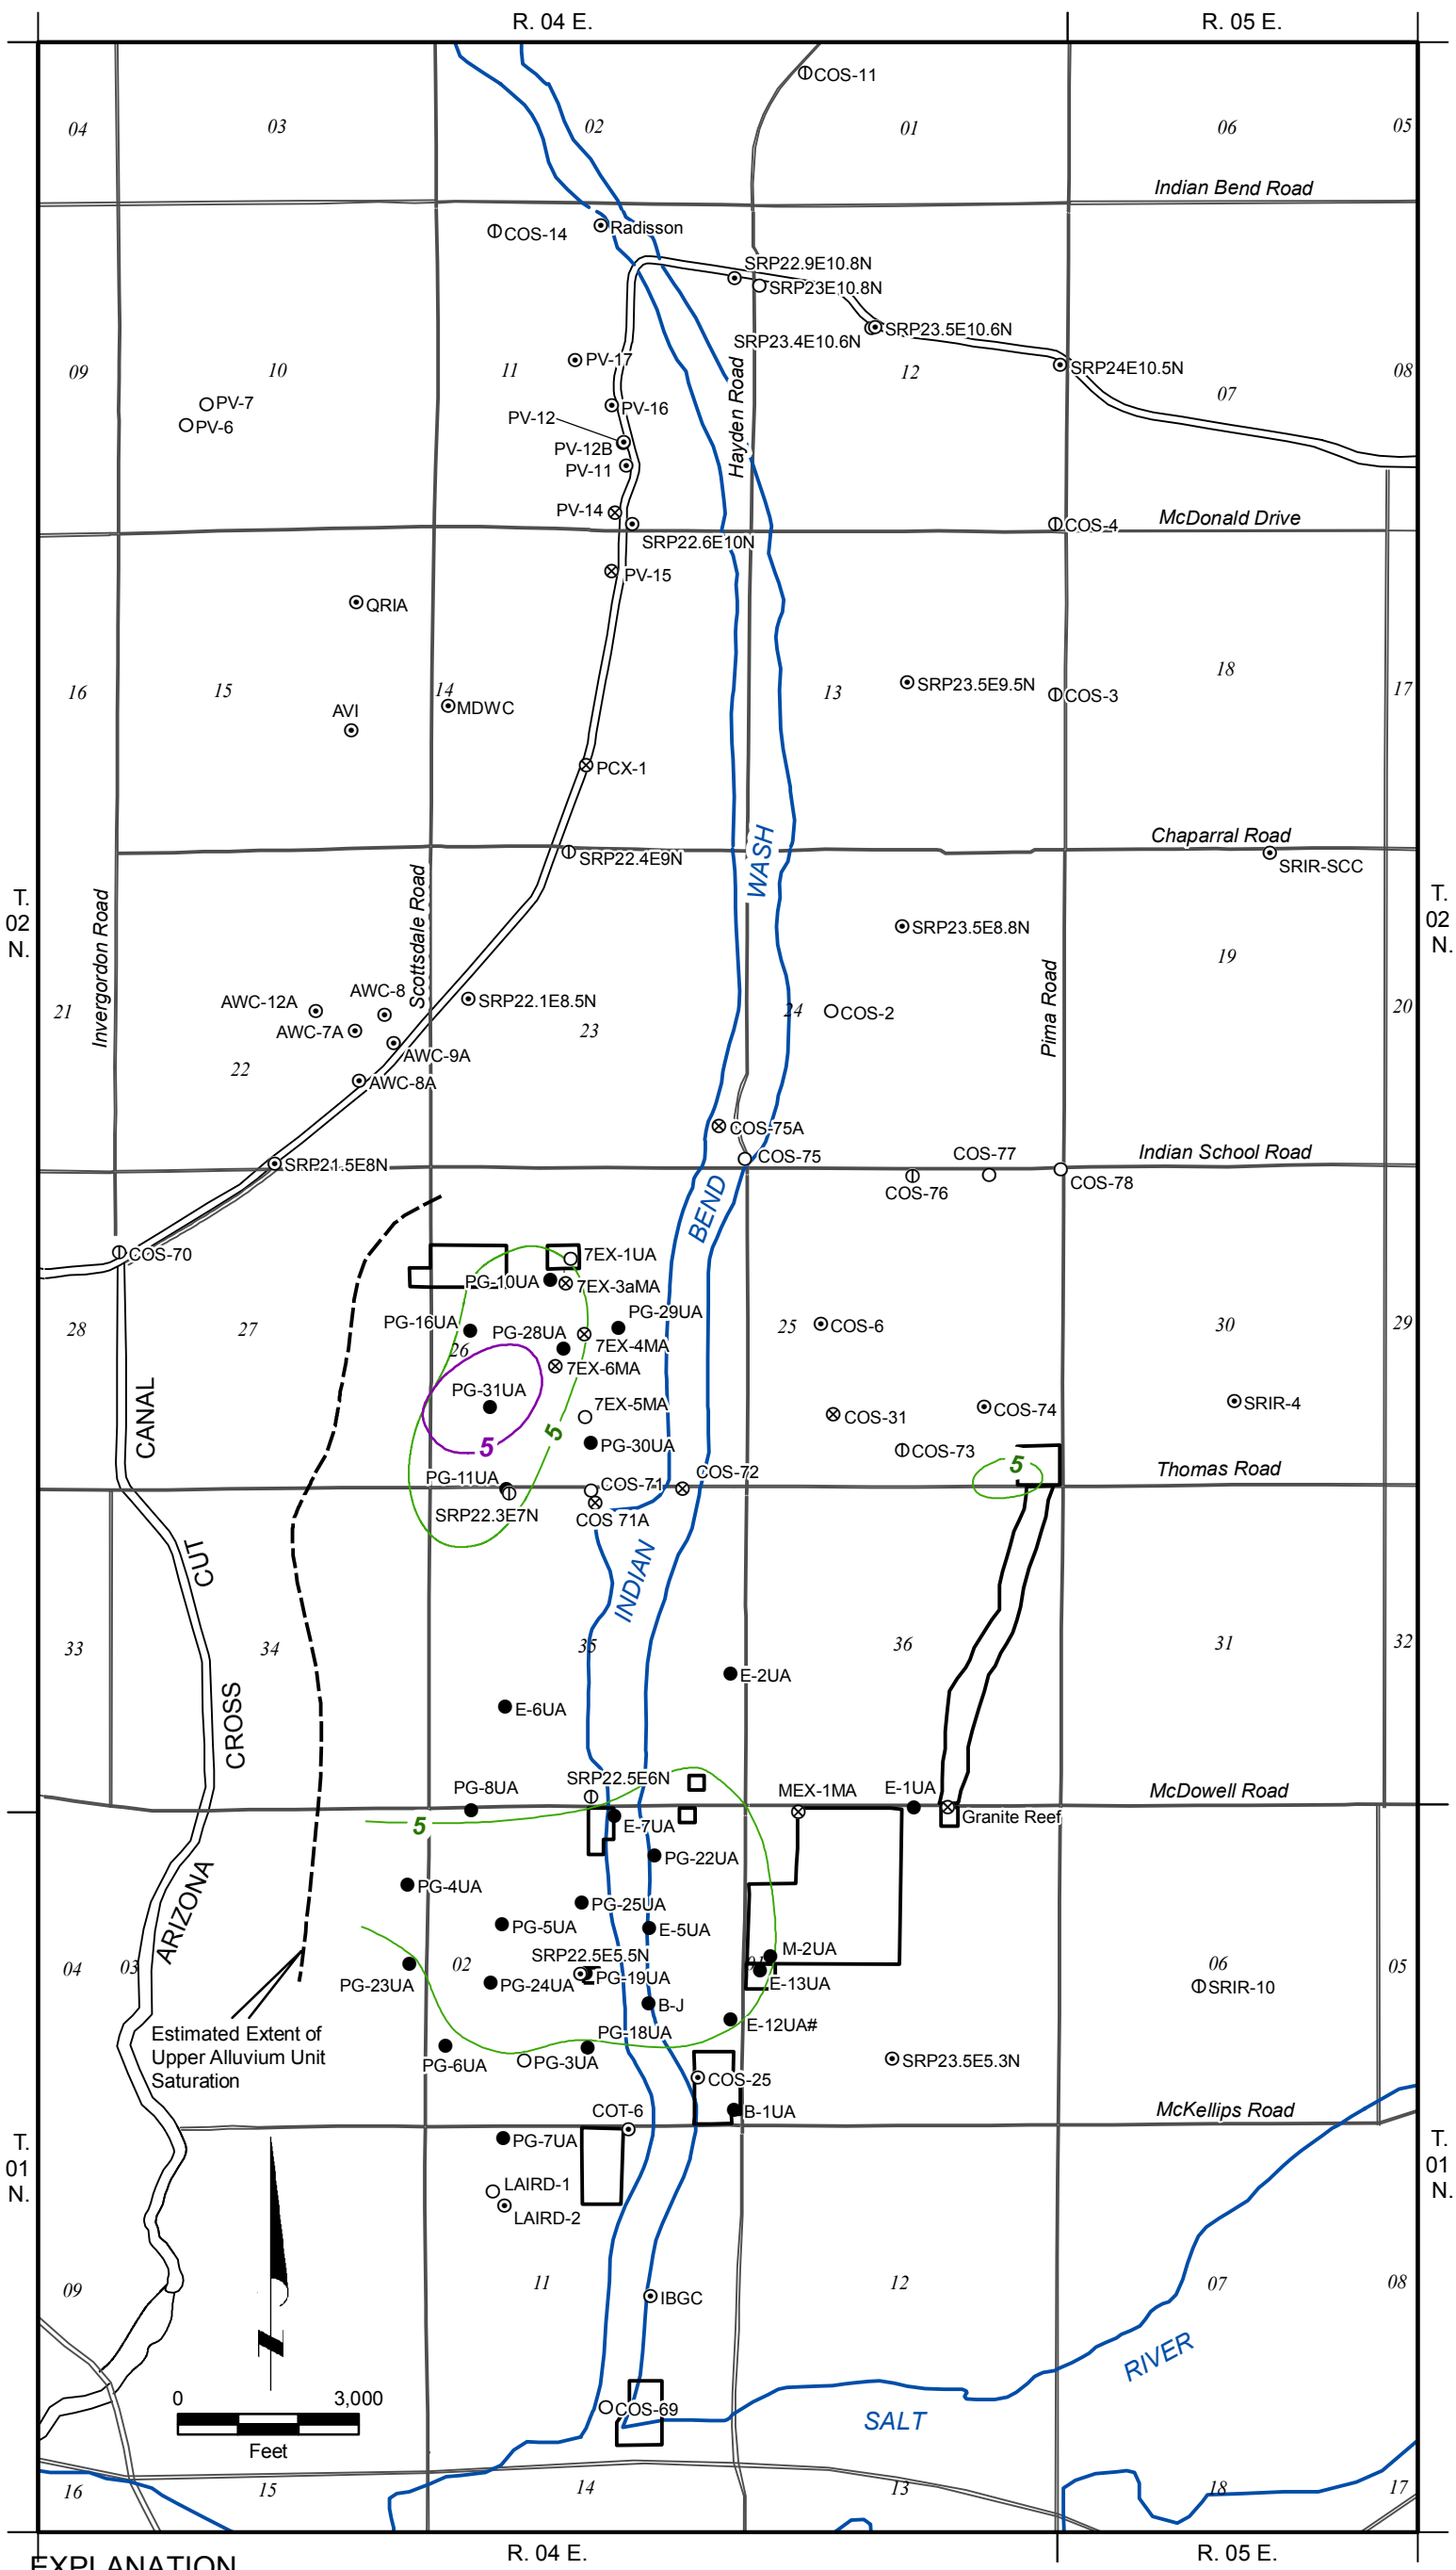 R. 04 E.
R. 05 E.
COS-11
04
03
02
01
06
05
Indian Bend Road
COS-14
Radisson
SRP22.9E10.8N
SRP23E10.8N
SRP23.5E10.6N
SRP23.4E10.6N
PV-17
SRP24E10.5N
09
10
11
12
07
08
PV-7
PV-6
PV-16
PV-12
PV-12B
PV-11
Hayden Road
PV-14
SRP22.6E10N
COS-4
McDonald Drive
PV-15
QRIA
16
15
14
13
18
17
SRP23.5E9.5N
COS-3
MDWC
AVI
PCX-1
Chaparral Road
SRP22.4E9N
SRIR-SCC
WASH
T.
02
N.
T.
02
N.
Invergordon Road
Scottsdale Road
Pima Road
SRP23.5E8.8N
19
AWC-12A
AWC-8
SRP22.1E8.5N
AWC-7A
AWC-9A
AWC-8A
21
22
23
24
COS-2
20
COS-75A
COS-75
COS-77
Indian School Road
SRP21.5E8N
COS-76
COS-78
BEND
COS-70
7EX-1UA
PG-10UA
7EX-3aMA
PG-29UA
PG-16UA
PG-28UA
7EX-4MA
28
27
26
25
COS-6
30
29
7EX-6MA
PG-31UA
7EX-5MA
COS-31
COS-74
SRIR-4
CANAL
5
5
PG-30UA
COS-73
5
PG-11UA
COS-71
COS-72
Thomas Road
SRP22.3E7N
COS 71A
CUT
INDIAN
33
34
35
36
31
32
E-2UA
E-6UA
CROSS
PG-8UA
SRP22.5E6N
MEX-1MA
E-1UA
McDowell Road
5
E-7UA
Granite Reef
PG-22UA
ARIZONA
PG-4UA
PG-25UA
PG-5UA
E-5UA
SRP22.5E5.5N
M-2UA
04
03
02
01
06
05
PG-23UA
PG-24UA
PG-19UA
E-13UA
SRIR-10
B-J
Estimated Extent of
Upper Alluvium Unit
Saturation
PG-18UA
E-12UA#
PG-6UA
PG-3UA
SRP23.5E5.3N
COS-25
COT-6
B-1UA
McKellips Road
PG-7UA
T.
01
N.
T.
01
N.
LAIRD-1
LAIRD-2
09
11
12
07
08
IBGC
RIVER
0
3,000
Feet
COS-69
SALT
16
15
14
13
18
17
R. 04 E.
R. 05 E.
EXPLANATION